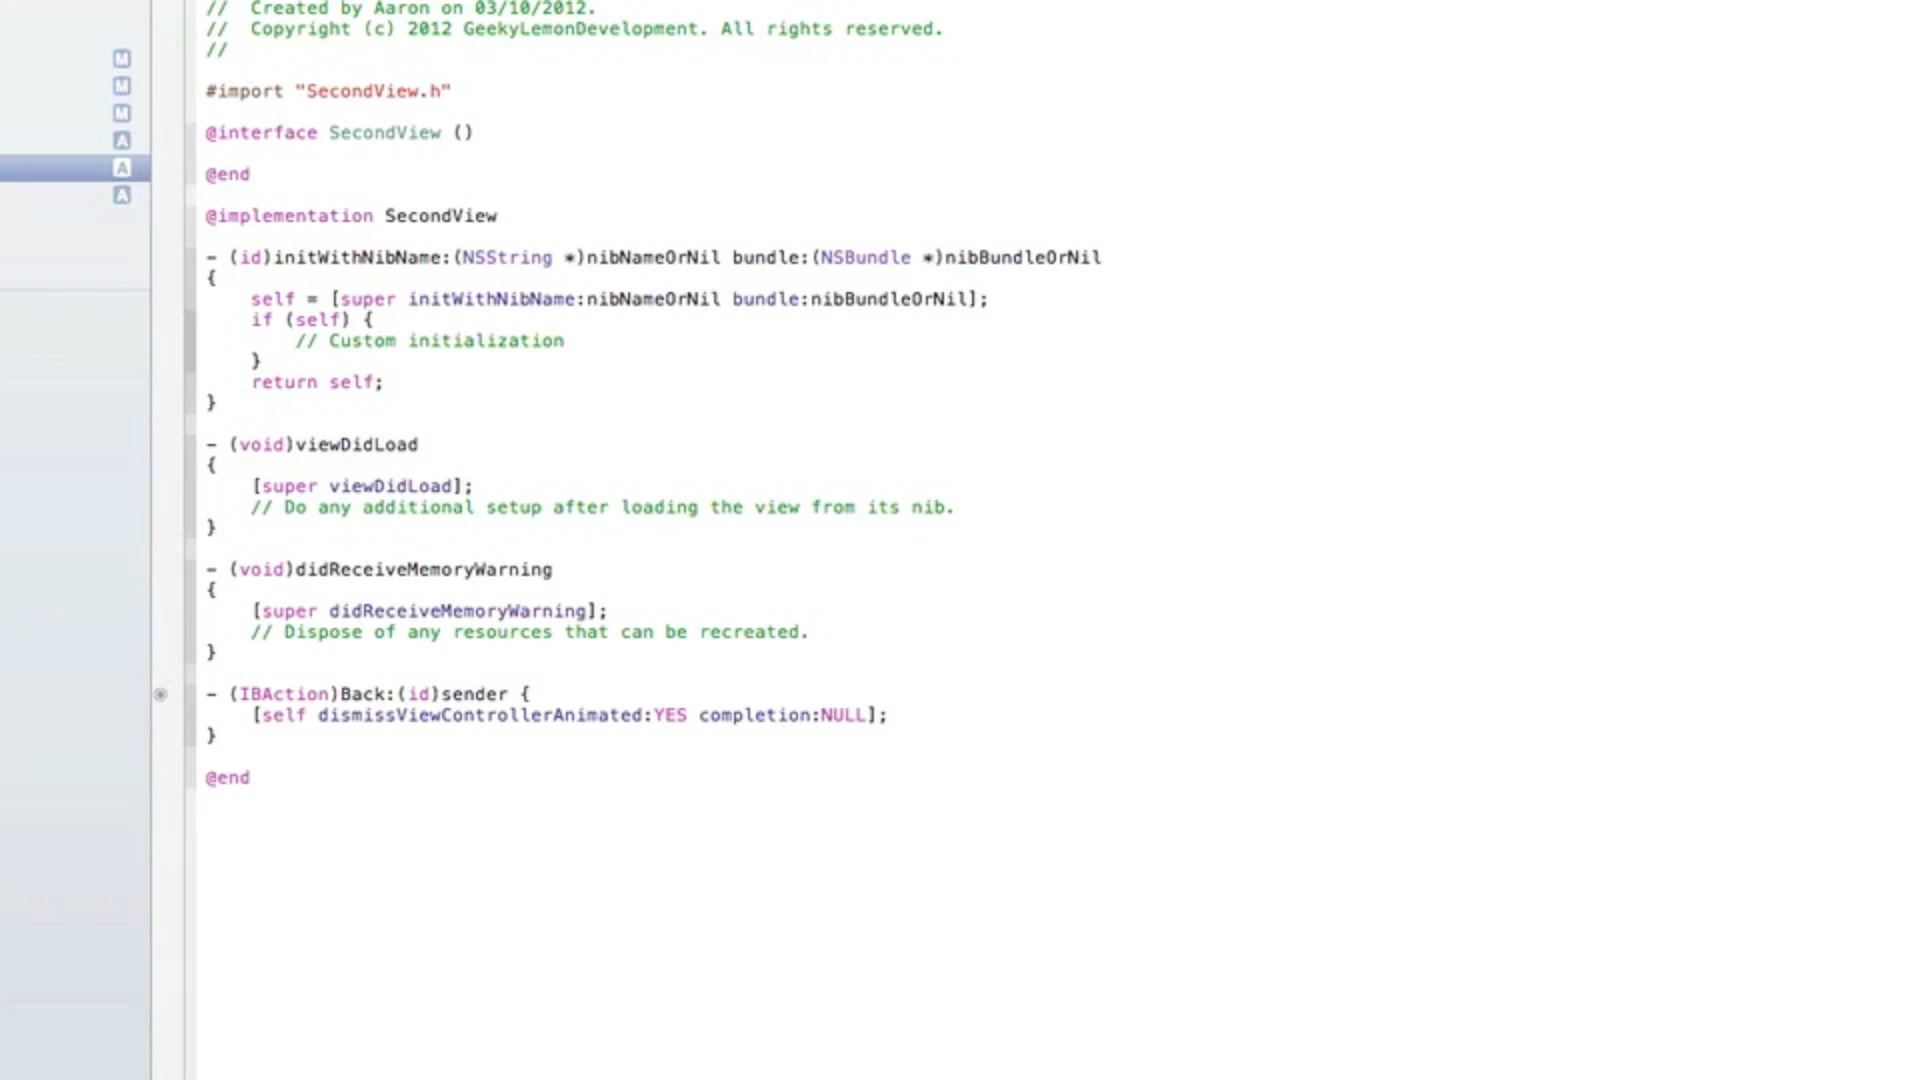 //  Created by Aaron on 03/10/2012.
//  Copyright (c) 2012 GeekyLemonDevelopment. All rights reserved.
//
M
M
M
A
A
A
#import "SecondView.h"
@interface SecondView ()
@end
@implementation SecondView
- (id)initWithNibName:(NSString *)nibNameOrNil bundle:(NSBundle *)nibBundleOrNil
{
    self = [super initWithNibName:nibNameOrNil bundle:nibBundleOrNil];
    if (self) {
        // Custom initialization
    }
    return self;
}
- (void)viewDidLoad
{
    [super viewDidLoad];
    // Do any additional setup after loading the view from its nib.
}
- (void)didReceiveMemoryWarning
{
    [super didReceiveMemoryWarning];
    // Dispose of any resources that can be recreated.
}
- (IBAction)Back:(id)sender {
    [self dismissViewControllerAnimated:YES completion:NULL];
}
@end